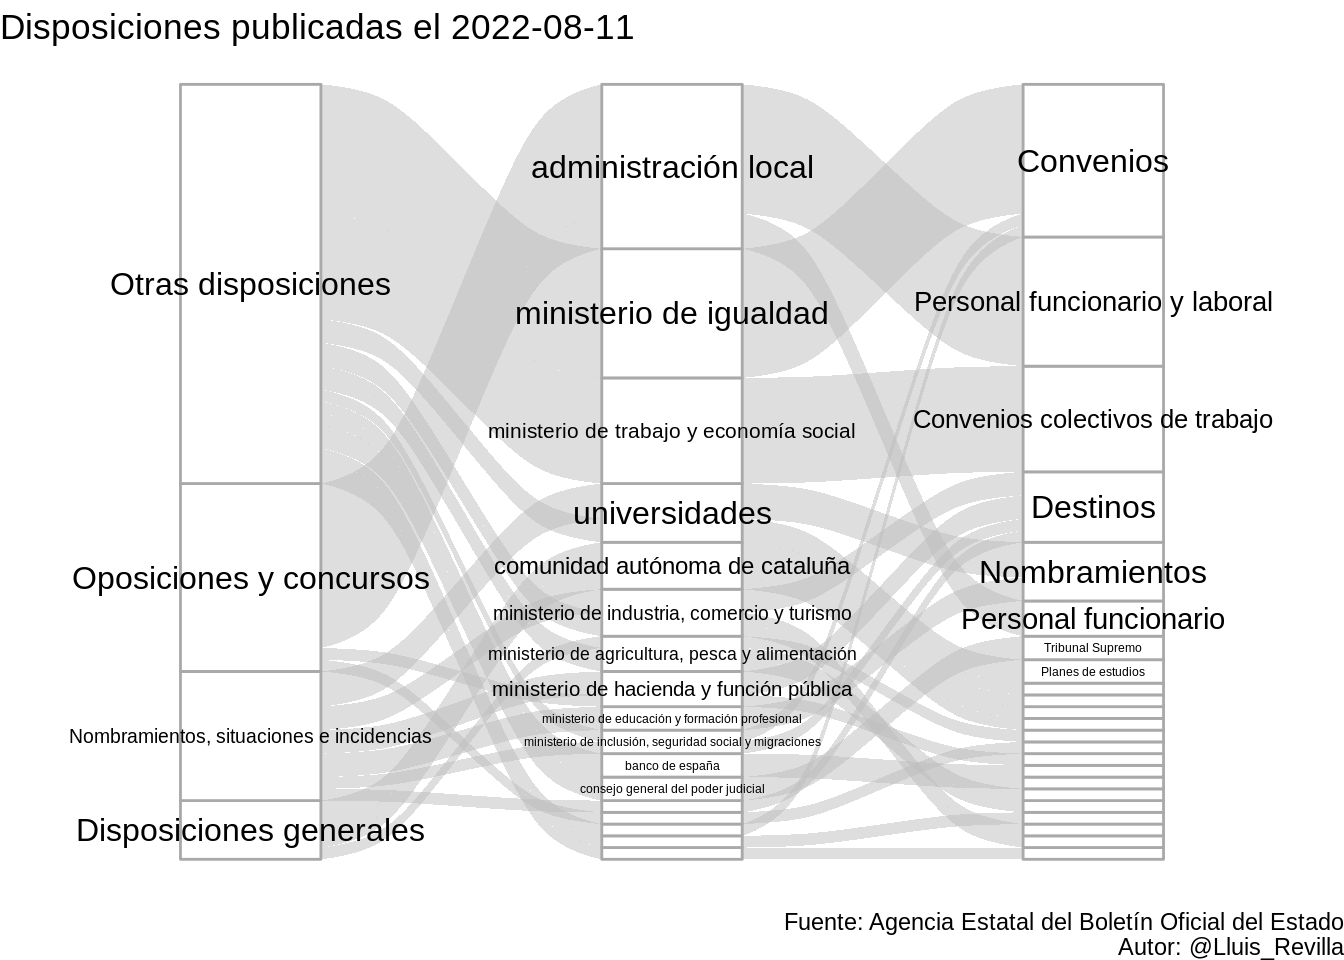 Disposiciones publicadas el 2022-08-11
Otras disposiciones
Oposiciones y concursos
Nombramientos, situaciones e incidencias
Disposiciones generales
administración local
ministerio de igualdad
ministerio de trabajo y economía social
universidades
comunidad autónoma de cataluña
ministerio de industria, comercio y turismo
ministerio de agricultura, pesca y alimentación
ministerio de hacienda y función pública
ministerio de educación y formación profesional
ministerio de inclusión, seguridad social y migraciones
banco de españa
consejo general del poder judicial
Convenios
Personal funcionario y laboral
Convenios colectivos de trabajo
Destinos
Nombramientos
Personal funcionario
Tribunal Supremo
Planes de estudios
Fuente: Agencia Estatal del Boletín Oficial del Estado
Autor: @Lluis_Revilla